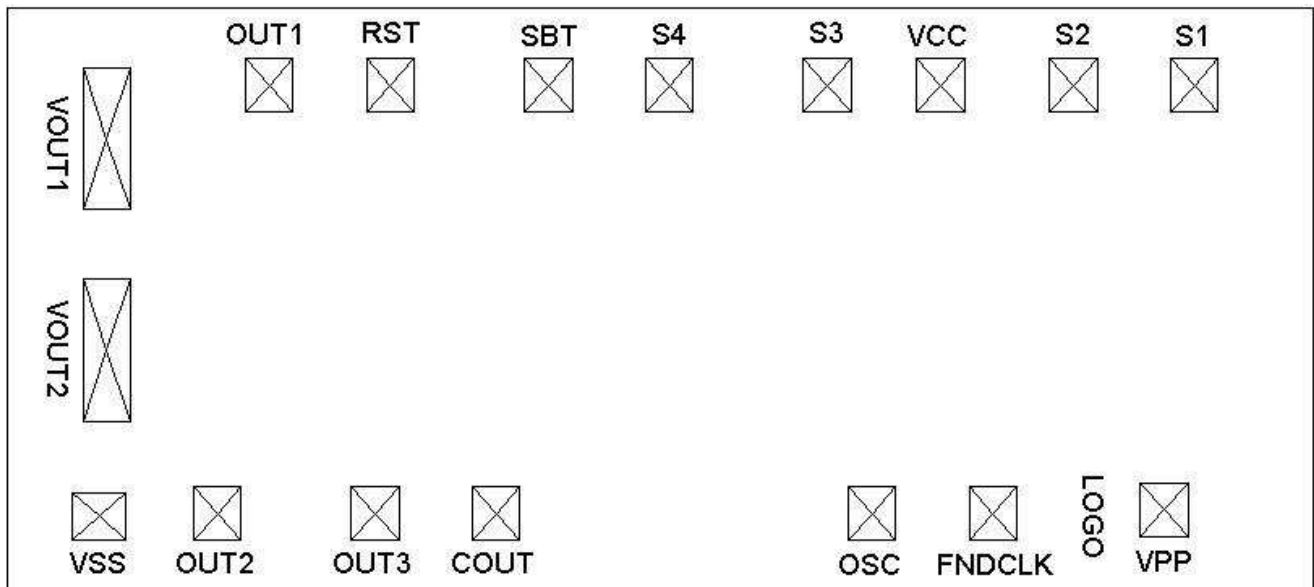 OUT1 RST SBT S4 S3 VCC S2 S1
VOUT1
VOUT2
VSS OUT2 OUT3 COUT OSC FNDCLK LOGO VPP